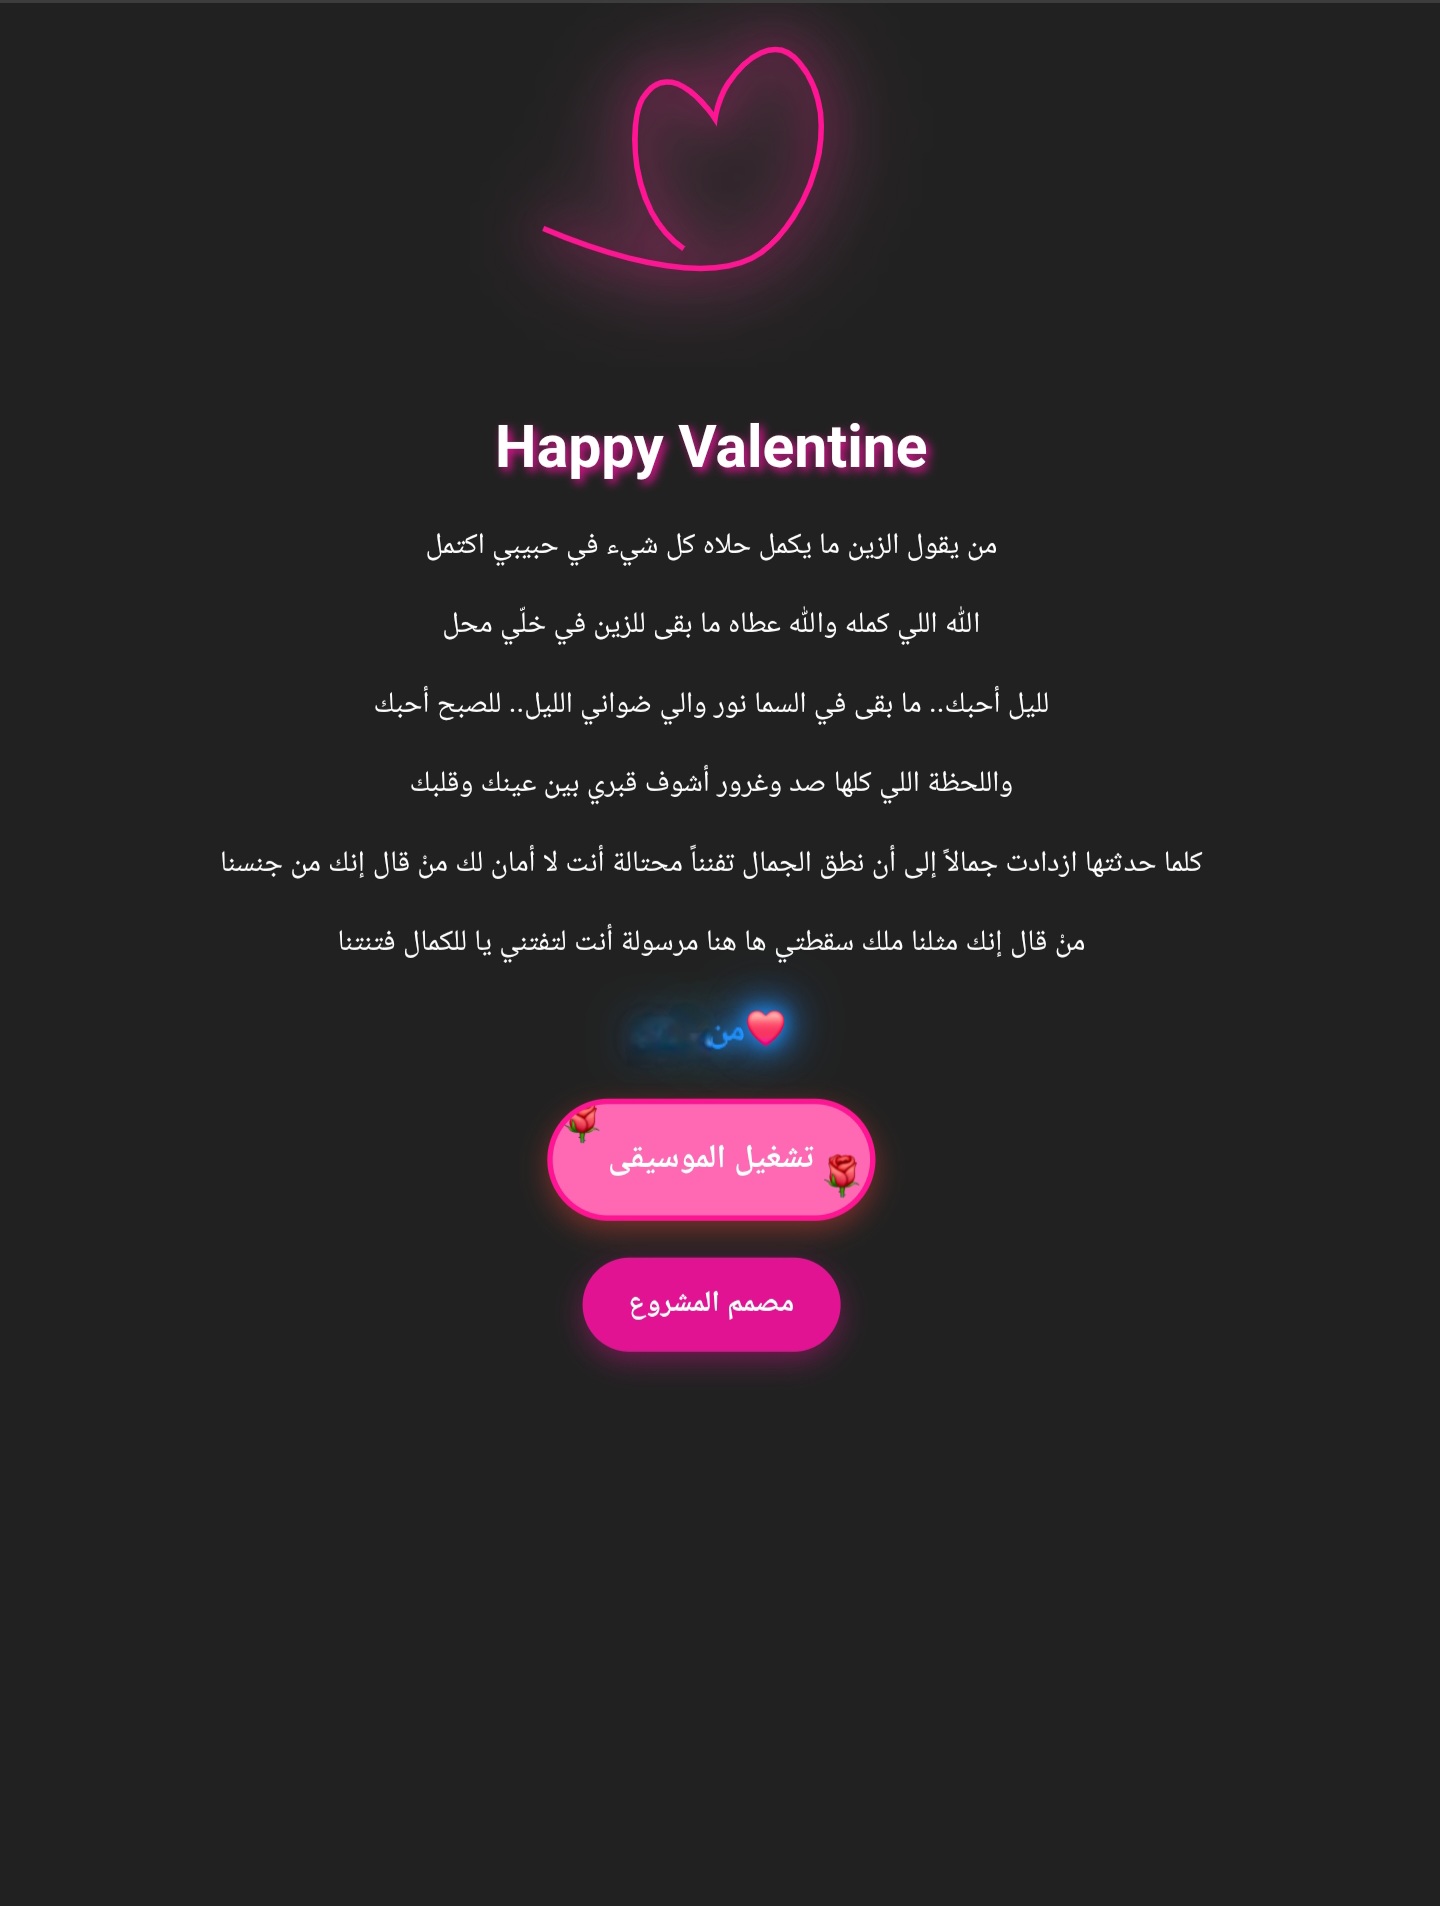 Happy Valentine
من يقول الزين ما يكمل حلاه كل شيء في حبيبي اكتمل
الله اللي كمله والله عطاه ما بقى للزين في خلّي محل
لليل أحبك.. ما بقى في السما نور والي ضواني الليل.. للصبح أحبك
واللحظة اللي كلها صد وغرور أشوف قبري بين عينك وقلبك
كلما حدثتها ازدادت جمالاً إلى أن نطق الجمال تفنناً محتالة أنت لا أمان لك منْ قال إنك من جنسنا
منْ قال إنك مثلنا ملك سقطتي ها هنا مرسولة أنت لتفتني يا للكمال فتنتنا
❤️من
تشغيل الموسيقى
مصمم المشروع